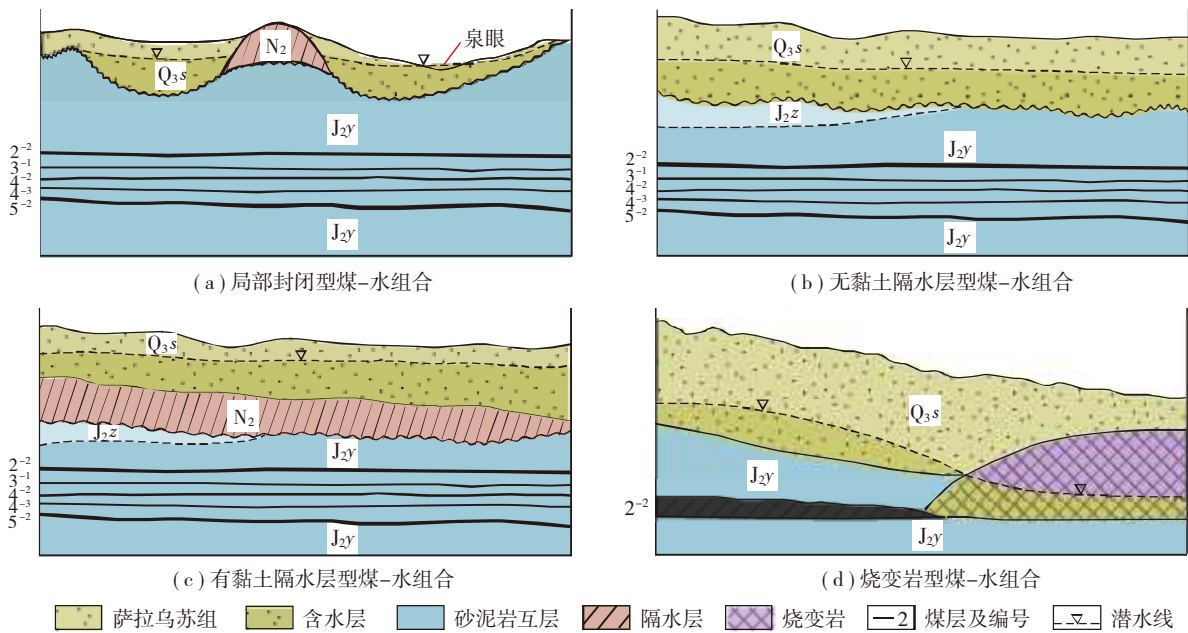 N₂
泉眼
Q₃s
J₂y
2⁻²
3⁻¹
4⁻²
4⁻³
5⁻²
J₂y
(a)局部封闭型煤-水组合
Q₃s
J₂z
J₂y
2⁻²
3⁻¹
4⁻²
4⁻³
5⁻²
J₂y
(b)无黏土隔水层型煤-水组合
Q₃s
N₂
J₂z
J₂y
2⁻²
3⁻¹
4⁻²
4⁻³
5⁻²
J₂y
(c)有黏土隔水层型煤-水组合
Q₃s
J₂y
2⁻²
J₂y
(d)烧变岩型煤-水组合
萨拉乌苏组 含水层 砂泥岩互层 隔水层 烧变岩 2 煤层及编号 潜水线